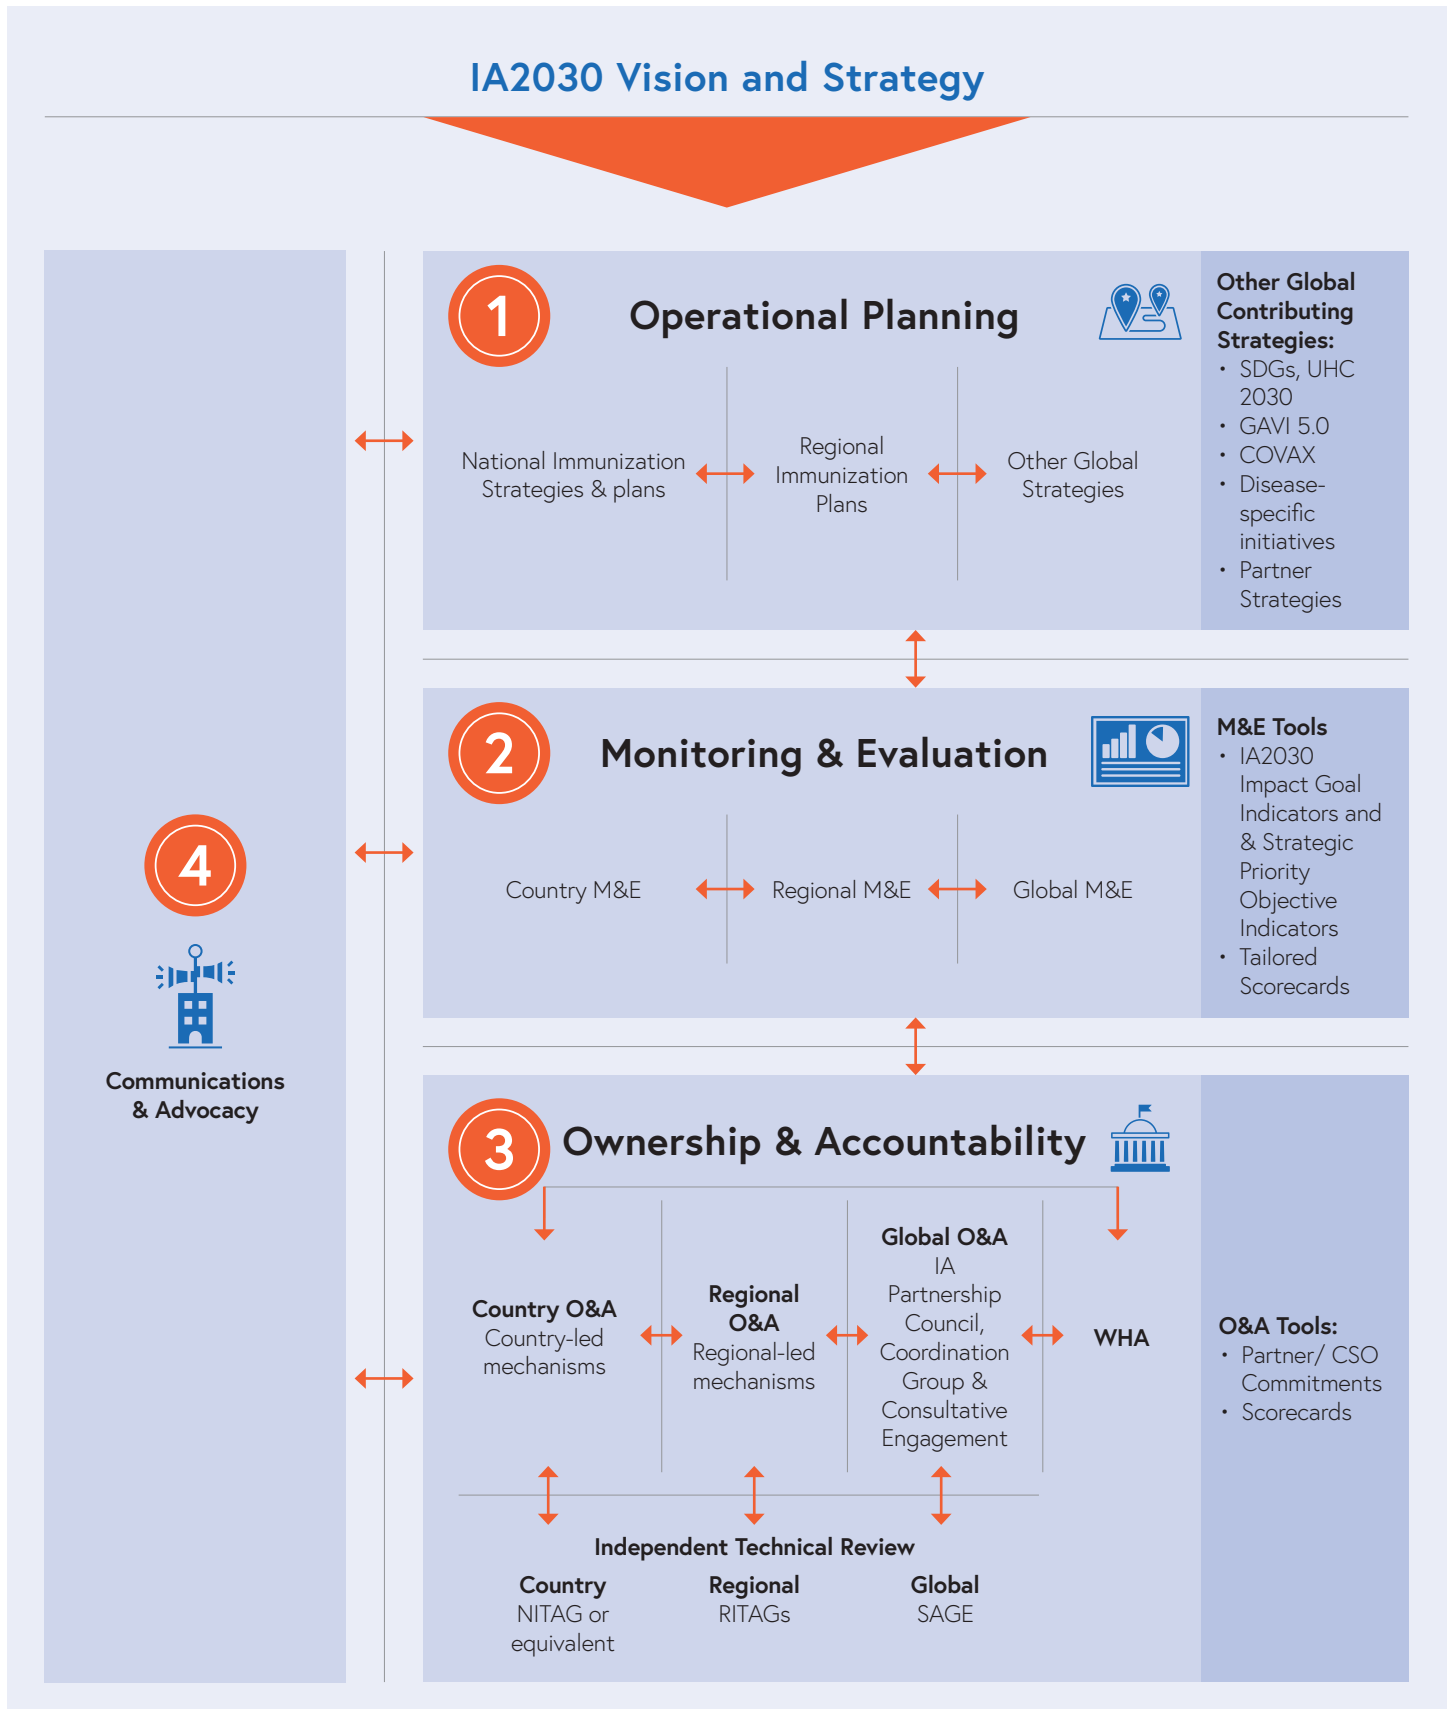 IA2030 Vision and Strategy
1
Operational Planning
National Immunization
Strategies & plans
Regional
Immunization
Plans
Other Global
Strategies
Other Global
Contributing
Strategies:
• SDGs, UHC
2030
• GAVI 5.0
• COVAX
• Disease-
specific
initiatives
• Partner
Strategies
2
Monitoring & Evaluation
Country M&E
Regional M&E
Global M&E
M&E Tools
• IA2030
Impact Goal
Indicators and
& Strategic
Priority
Objective
Indicators
• Tailored
Scorecards
4
Communications
& Advocacy
3
Ownership & Accountability
Country O&A
Country-led
mechanisms
Regional
O&A
Regional-led
mechanisms
Global O&A
IA
Partnership
Council,
Coordination
Group &
Consultative
Engagement
WHA
O&A Tools:
• Partner/ CSO
Commitments
• Scorecards
Independent Technical Review
Country
NITAG or
equivalent
Regional
RITAGs
Global
SAGE